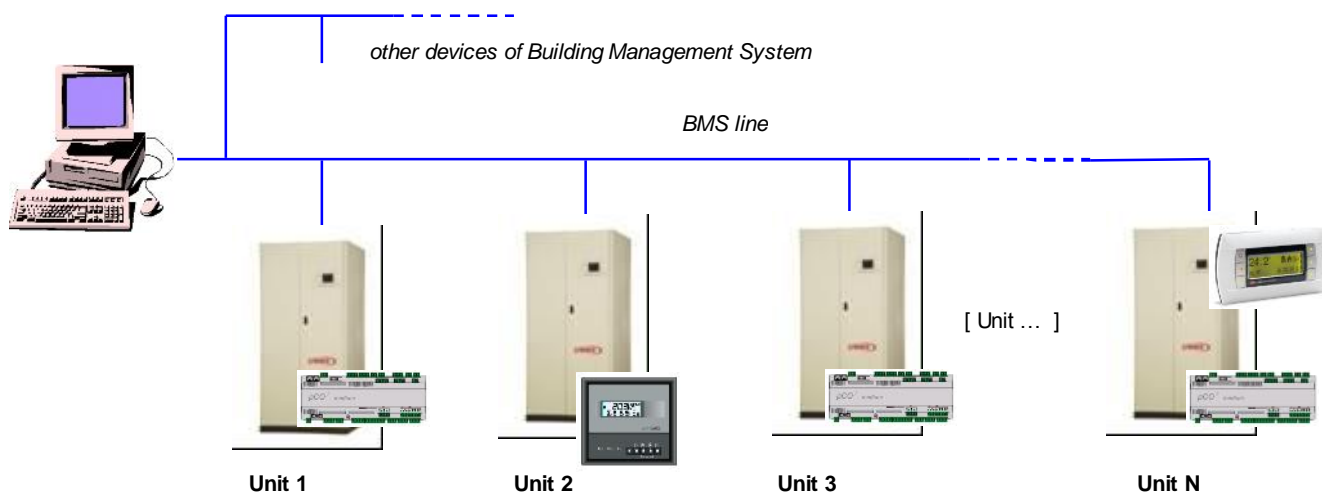 other devices of Building Management System
BMS line
[ Unit … ]
Unit 1
Unit 2
Unit 3
Unit N